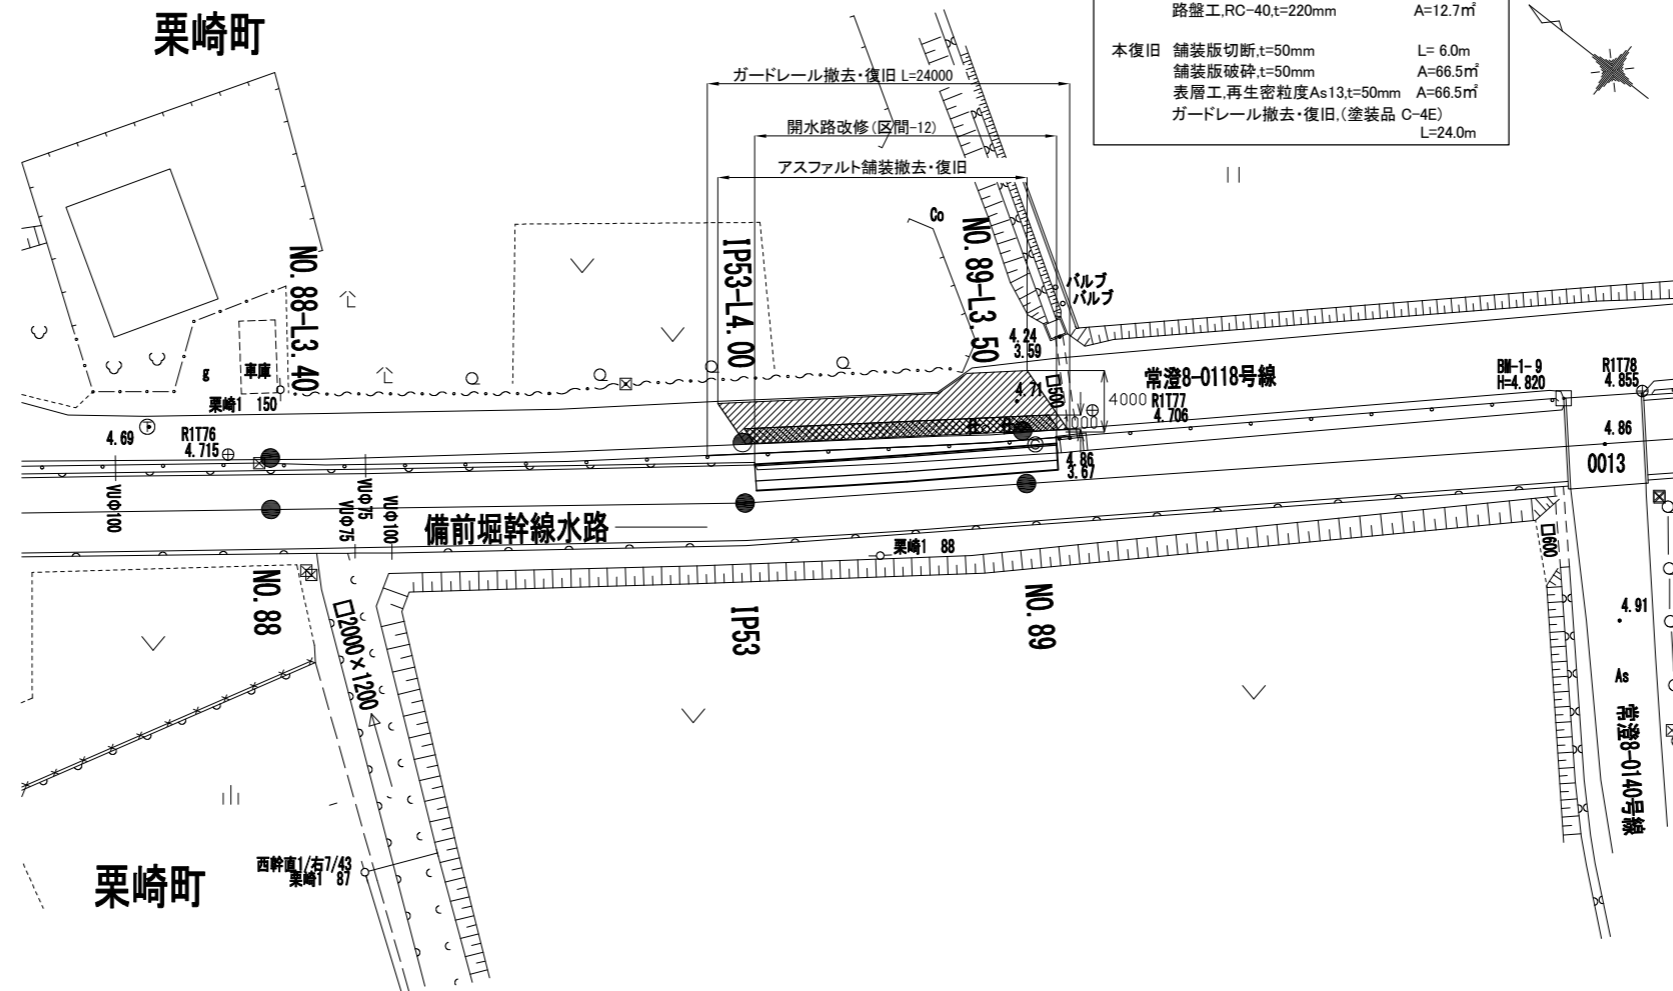 栗崎町
路盤工,RC-40,t=220mm A=12.7㎡
本復旧 舗装版切断,t=50mm L= 6.0m
舗装版破砕,t=50mm A=66.5㎡
表層工,再生密粒度As13,t=50mm A=66.5㎡
ガードレール撤去・復旧,(塗装品 C-4E)
L=24.0m
ガードレール撤去・復旧 L=24000
開水路改修(区間-12)
アスファルト舗装撤去・復旧
Co
NO. 88-L3. 40
IP53-L4. 00
NO. 89-L3. 50
バルブ
バルブ
4.24
3.59
g
車庫
栗崎1 150
常澄8-0118号線
BM-1-9
H=4.820
R1T78
4.855
4.71
□500
4000
R1T77
4.706
4.69
R1T76
4.715
4.86
0013
4.86
3.67
VUΦ100
VUΦ75
VUΦ75
VUΦ100
備前堀幹線水路
栗崎1 88
□600
NO. 88
IP53
NO. 89
□2000×1200
4.91
As
常澄8-0140号線
西幹直1/右7/43
栗崎1 87
栗崎町